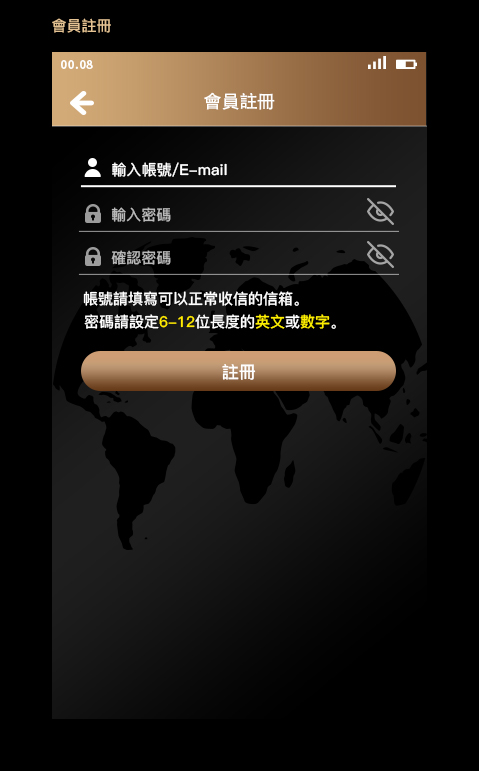 會員註冊
00.08
會員註冊
輸入帳號/E-mail
輸入密碼
確認密碼
帳號請填寫可以正常收信的信箱。
密碼請設定6-12位長度的英文或數字。
註冊